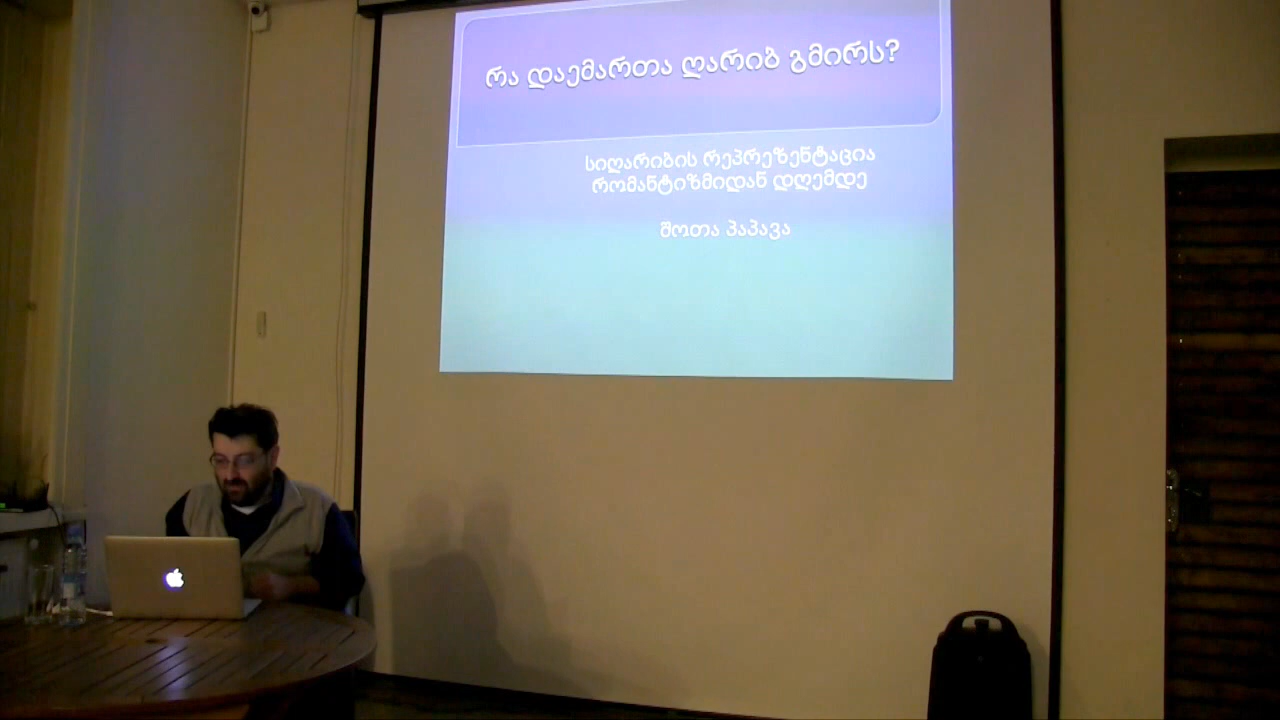 რა დაემართა ღარიბ გმირს?
სიღარიბის რეპრეზენტაცია
რომანტიზმიდან დღემდე
შოთა პაპავა